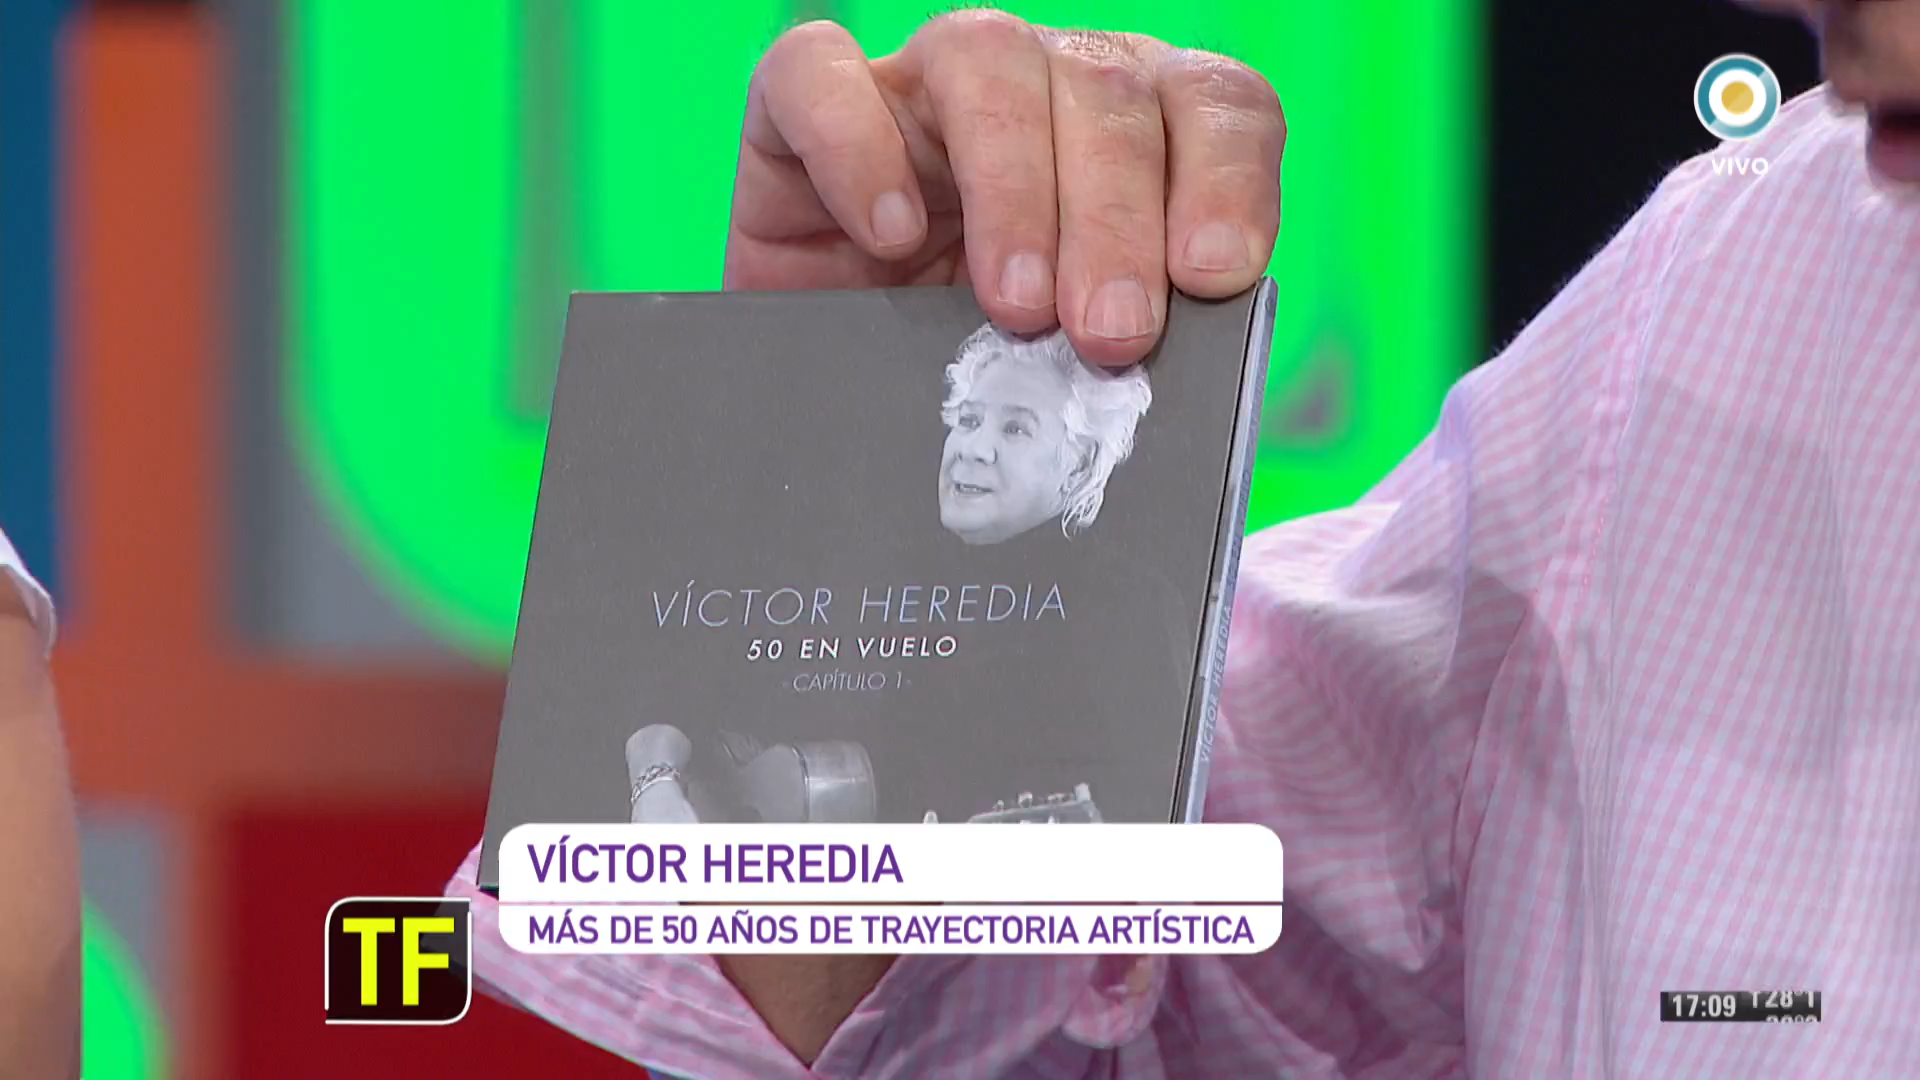 VIVO
VÍCTOR HEREDIA
50 EN VUELO
-CAPÍTULO 1-
VÍCTOR HEREDIA
VÍCTOR HEREDIA
MÁS DE 50 AÑOS DE TRAYECTORIA ARTÍSTICA
TF
17:09